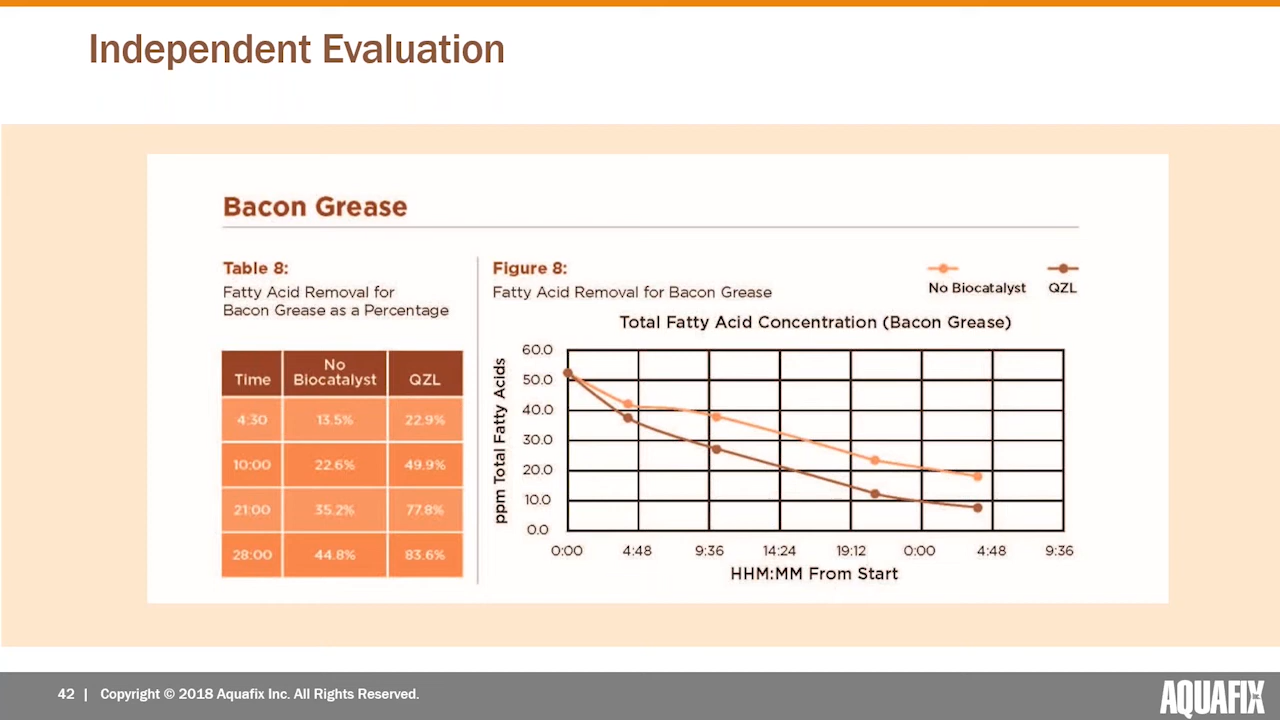 Independent Evaluation
Bacon Grease
Table 8:
Fatty Acid Removal for
Bacon Grease as a Percentage
Time No Biocatalyst QZL
4:30 13.5% 22.9%
10:00 22.6% 49.9%
21:00 35.2% 77.8%
28:00 44.8% 83.6%
Figure 8:
Fatty Acid Removal for Bacon Grease
No Biocatalyst QZL
Total Fatty Acid Concentration (Bacon Grease)
ppm Total Fatty Acids
60.0
50.0
40.0
30.0
20.0
10.0
0.0
0:00 4:48 9:36 14:24 19:12 0:00 4:48 9:36
HHM:MM From Start
42 | Copyright © 2018 Aquafix Inc. All Rights Reserved.
AQUAFIX INC.